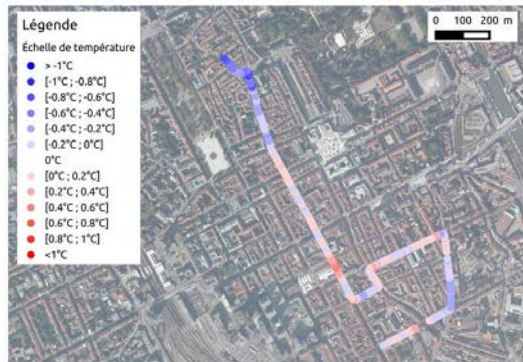 Légende
Échelle de température
> -1°C
[-1°C ; -0.8°C]
[-0.8°C ; -0.6°C]
[-0.6°C ; -0.4°C]
[-0.4°C ; -0.2°C]
[-0.2°C ; 0°C]
0°C
[0°C ; 0.2°C]
[0.2°C ; 0.4°C]
[0.4°C ; 0.6°C]
[0.6°C ; 0.8°C]
[0.8°C ; 1°C]
<1°C
0 100 200 m